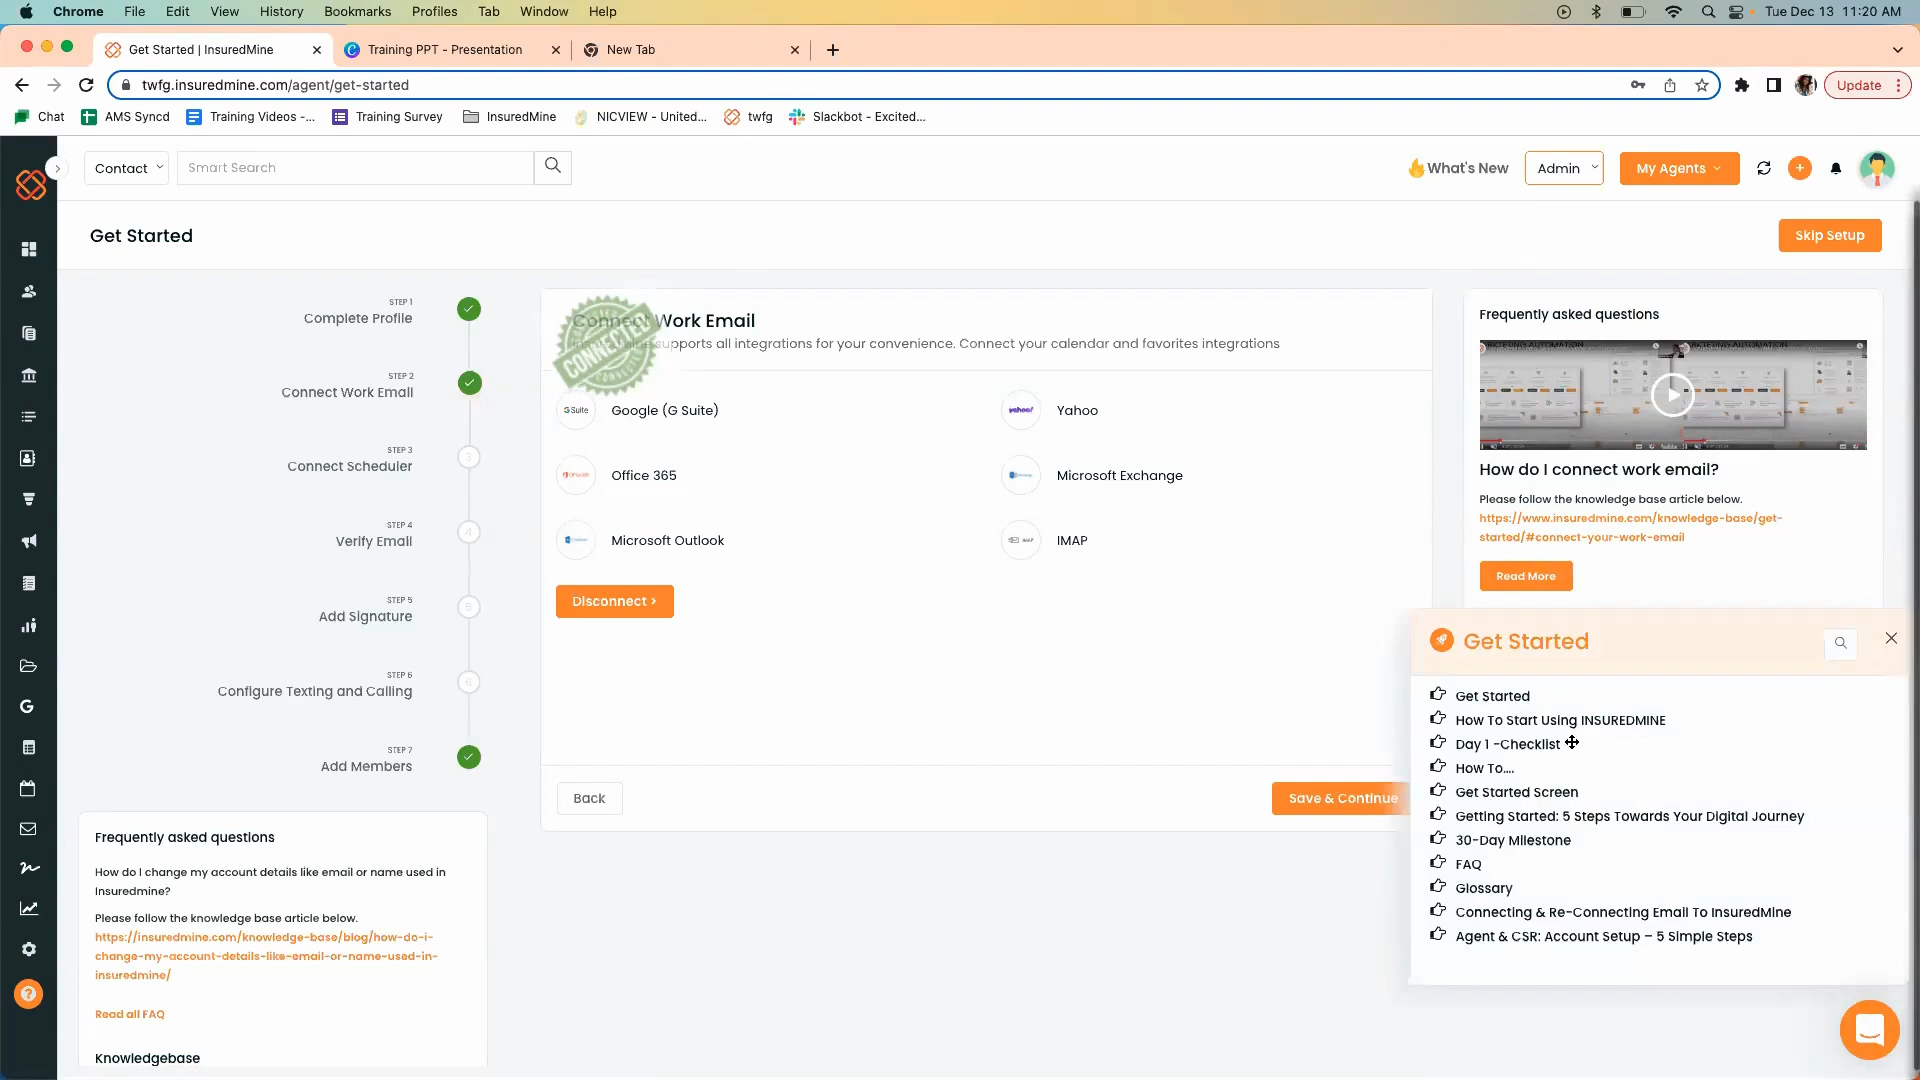 Chrome File Edit View History Bookmarks Profiles Tab Window Help Tue Dec 13 11:20 AM
Get Started | InsuredMine Training PPT - Presentation New Tab
twfg.insuredmine.com/agent/get-started Update
Chat AMS Syncd Training Videos -... Training Survey InsuredMine NICVIEW - United... twfg Slackbot - Excited...
Contact Smart Search What's New Admin My Agents
Get Started Skip Setup
STEP 1
Complete Profile
STEP 2
Connect Work Email
STEP 3
Connect Scheduler
3
STEP 4
Verify Email
4
STEP 5
Add Signature
5
STEP 6
Configure Texting and Calling
6
STEP 7
Add Members
Connect Work Email
supports all integrations for your convenience. Connect your calendar and favorites integrations
CONNECTED
G Suite Google (G Suite)
yahoo! Yahoo
Office 365 Office 365
Microsoft Exchange
Microsoft Outlook
IMAP IMAP
Disconnect >
Back
Save & Continue
Frequently asked questions
How do I connect work email?
Please follow the knowledge base article below.
https://www.insuredmine.com/knowledge-base/get-
started/#connect-your-work-email
Read More
Get Started
Get Started
How To Start Using INSUREDMINE
Day 1 -Checklist
How To....
Get Started Screen
Getting Started: 5 Steps Towards Your Digital Journey
30-Day Milestone
FAQ
Glossary
Connecting & Re-Connecting Email To InsuredMine
Agent & CSR: Account Setup – 5 Simple Steps
Frequently asked questions
How do I change my account details like email or name used in
Insuredmine?
Please follow the knowledge base article below.
https://insuredmine.com/knowledge-base/blog/how-do-i-
change-my-account-details-like-email-or-name-used-in-
insuredmine/
Read all FAQ
Knowledgebase